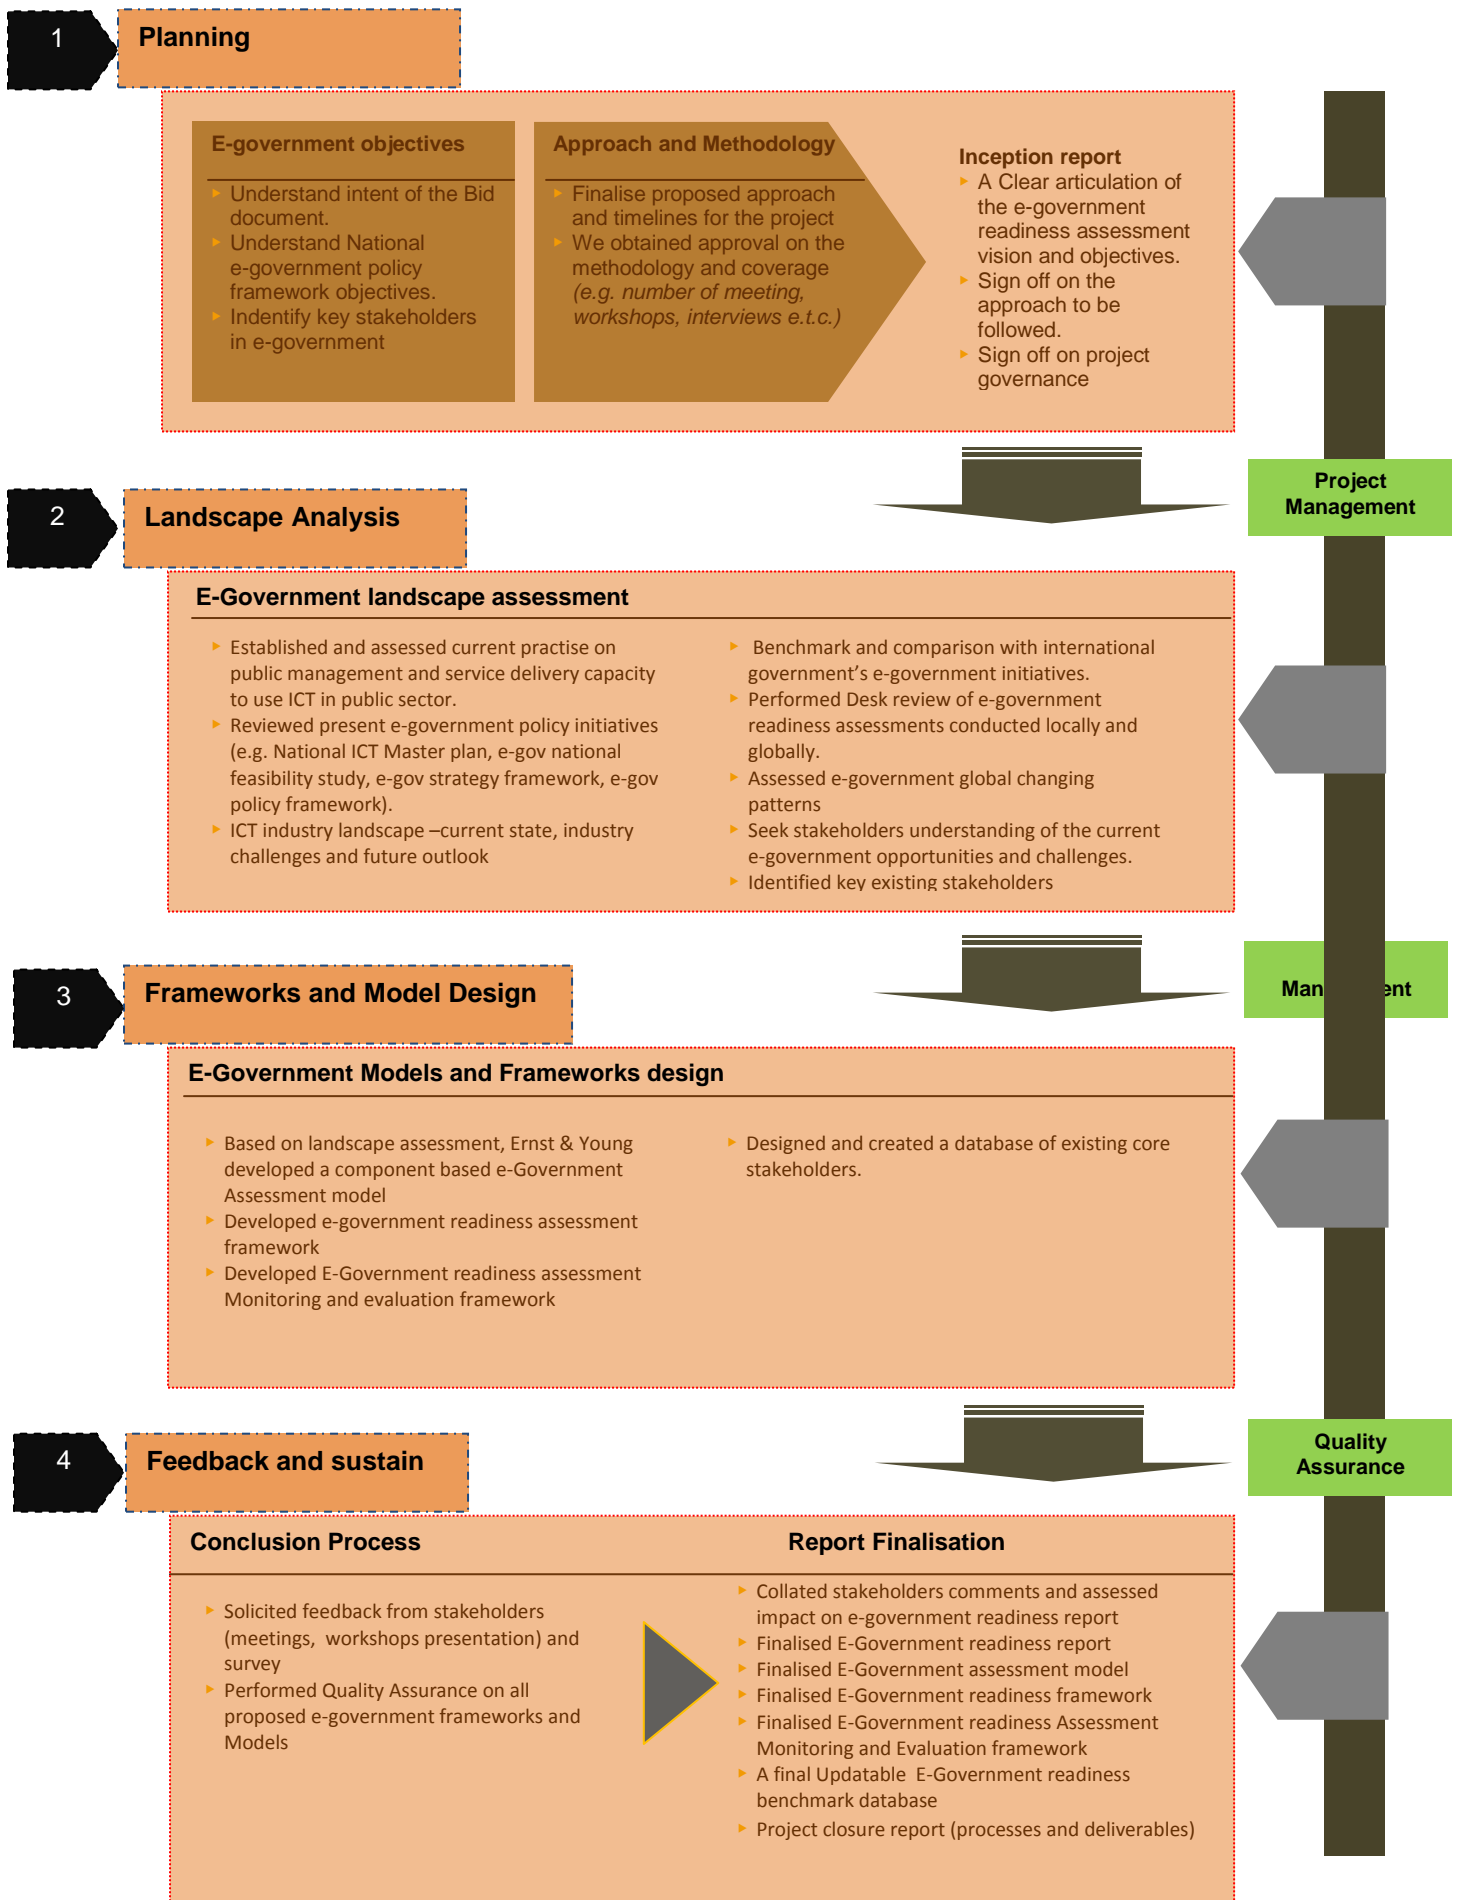 1
Planning
E-government objectives
Understand intent of the Bid
document.
Understand National
e-government policy
framework objectives.
Indentify key stakeholders
in e-government
Approach and Methodology
Finalise proposed approach
and timelines for the project
We obtained approval on the
methodology and coverage
(e.g. number of meeting,
workshops, interviews e.t.c.)
Inception report
A Clear articulation of
the e-government
readiness assessment
vision and objectives.
Sign off on the
approach to be
followed.
Sign off on project
governance
Project
Management
2
Landscape Analysis
E-Government landscape assessment
Established and assessed current practise on
public management and service delivery capacity
to use ICT in public sector.
Reviewed present e-government policy initiatives
(e.g. National ICT Master plan, e-gov national
feasibility study, e-gov strategy framework, e-gov
policy framework).
ICT industry landscape –current state, industry
challenges and future outlook
Benchmark and comparison with international
government’s e-government initiatives.
Performed Desk review of e-government
readiness assessments conducted locally and
globally.
Assessed e-government global changing
patterns
Seek stakeholders understanding of the current
e-government opportunities and challenges.
Identified key existing stakeholders
3
Frameworks and Model Design
E-Government Models and Frameworks design
Based on landscape assessment, Ernst & Young
developed a component based e-Government
Assessment model
Developed e-government readiness assessment
framework
Developed E-Government readiness assessment
Monitoring and evaluation framework
Designed and created a database of existing core
stakeholders.
4
Feedback and sustain
Quality
Assurance
Conclusion Process
Solicited feedback from stakeholders
(meetings, workshops presentation) and
survey
Performed Quality Assurance on all
proposed e-government frameworks and
Models
Report Finalisation
Collated stakeholders comments and assessed
impact on e-government readiness report
Finalised E-Government readiness report
Finalised E-Government assessment model
Finalised E-Government readiness framework
Finalised E-Government readiness Assessment
Monitoring and Evaluation framework
A final Updatable E-Government readiness
benchmark database
Project closure report (processes and deliverables)